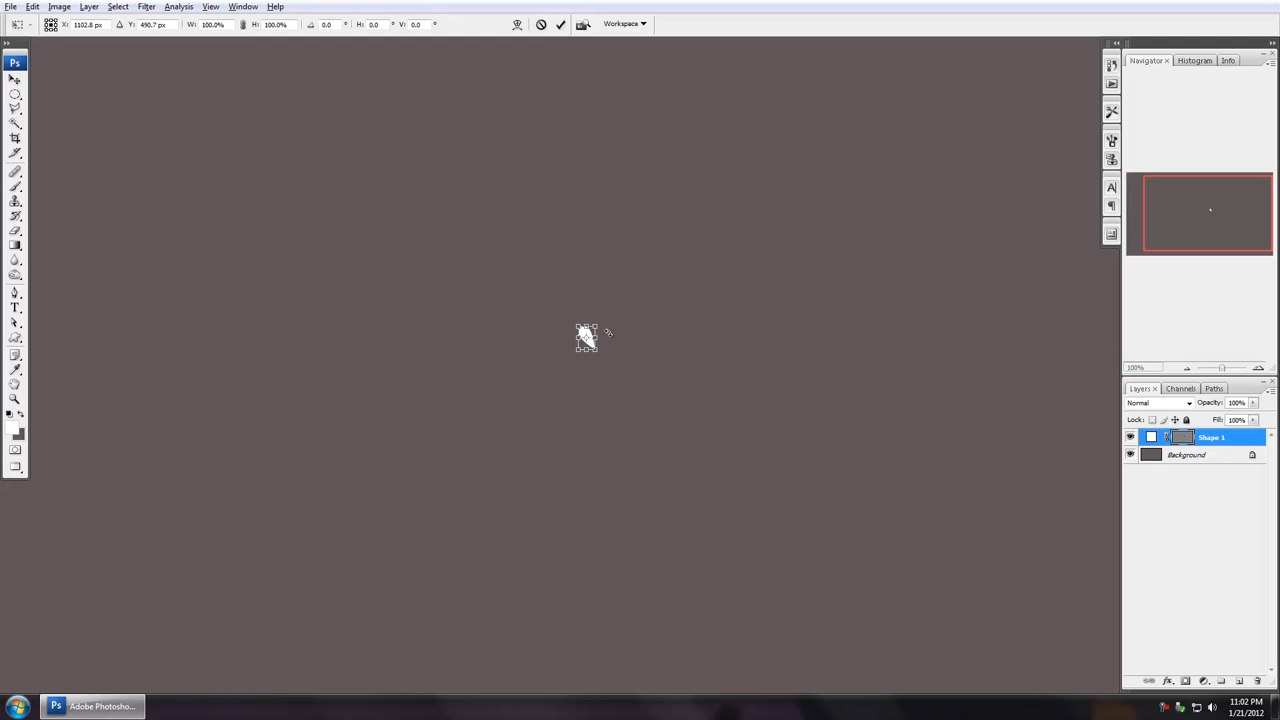 File Edit Image Layer Select Filter Analysis View Window Help
X: 1102.8 px Y: 490.7 px W: 100.0% H: 100.0% 0.0 ° H: 0.0 ° V: 0.0 ° Workspace
Ps
Navigator × Histogram Info
T
A
100%
Layers × Channels Paths
Normal Opacity: 100%
Lock: Fill: 100%
Shape 1
Background
Ps Adobe Photosho...
11:02 PM
1/21/2012